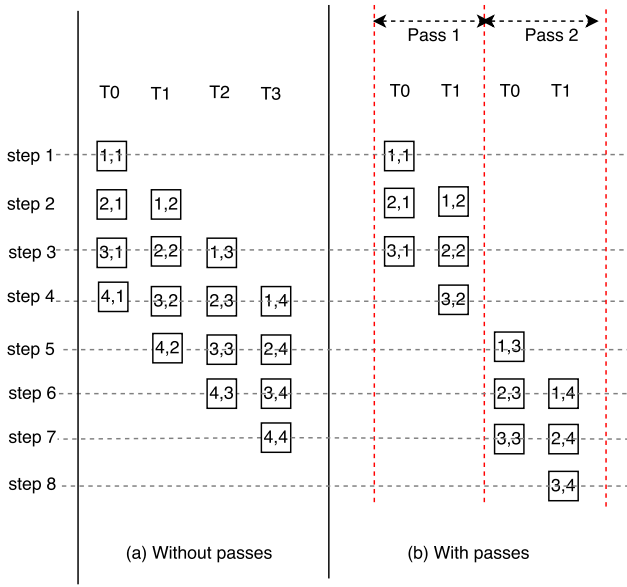 Pass 1 Pass 2
T0 T1 T2 T3 T0 T1 T0 T1
step 1 1,1 1,1
step 2 2,1 1,2 2,1 1,2
step 3 3,1 2,2 1,3 3,1 2,2
step 4 4,1 3,2 2,3 1,4 3,2
step 5 4,2 3,3 2,4 1,3
step 6 4,3 3,4 2,3 1,4
step 7 4,4 3,3 2,4
step 8 3,4
(a) Without passes (b) With passes